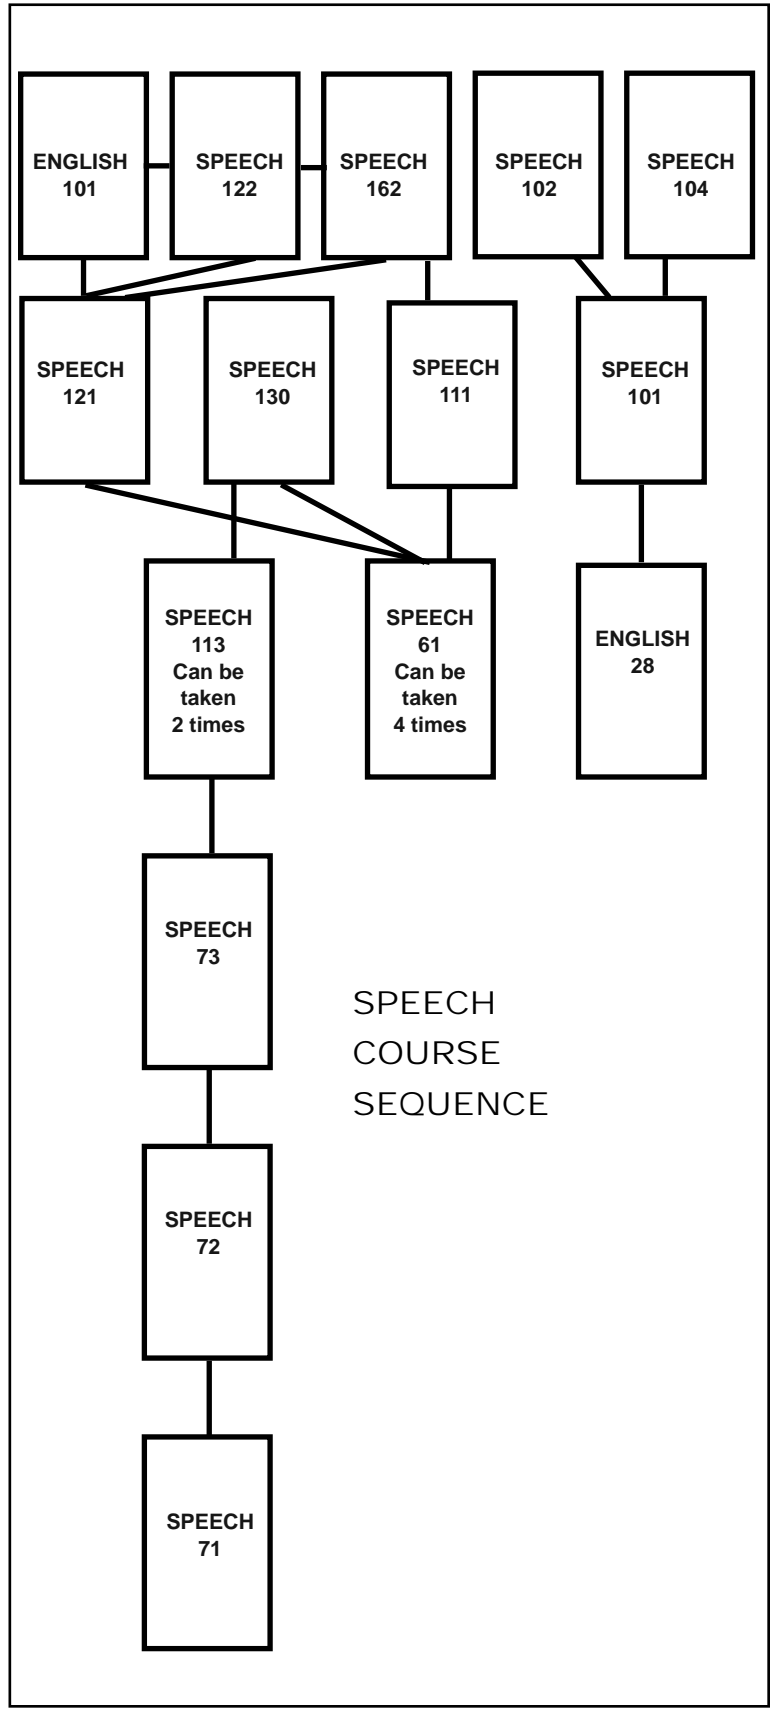 ENGLISH
101
SPEECH
122
SPEECH
162
SPEECH
102
SPEECH
104
SPEECH
121
SPEECH
130
SPEECH
111
SPEECH
101
SPEECH
113
Can be
taken
2 times
SPEECH
61
Can be
taken
4 times
ENGLISH
28
SPEECH
73
SPEECH
COURSE
SEQUENCE
SPEECH
72
SPEECH
71